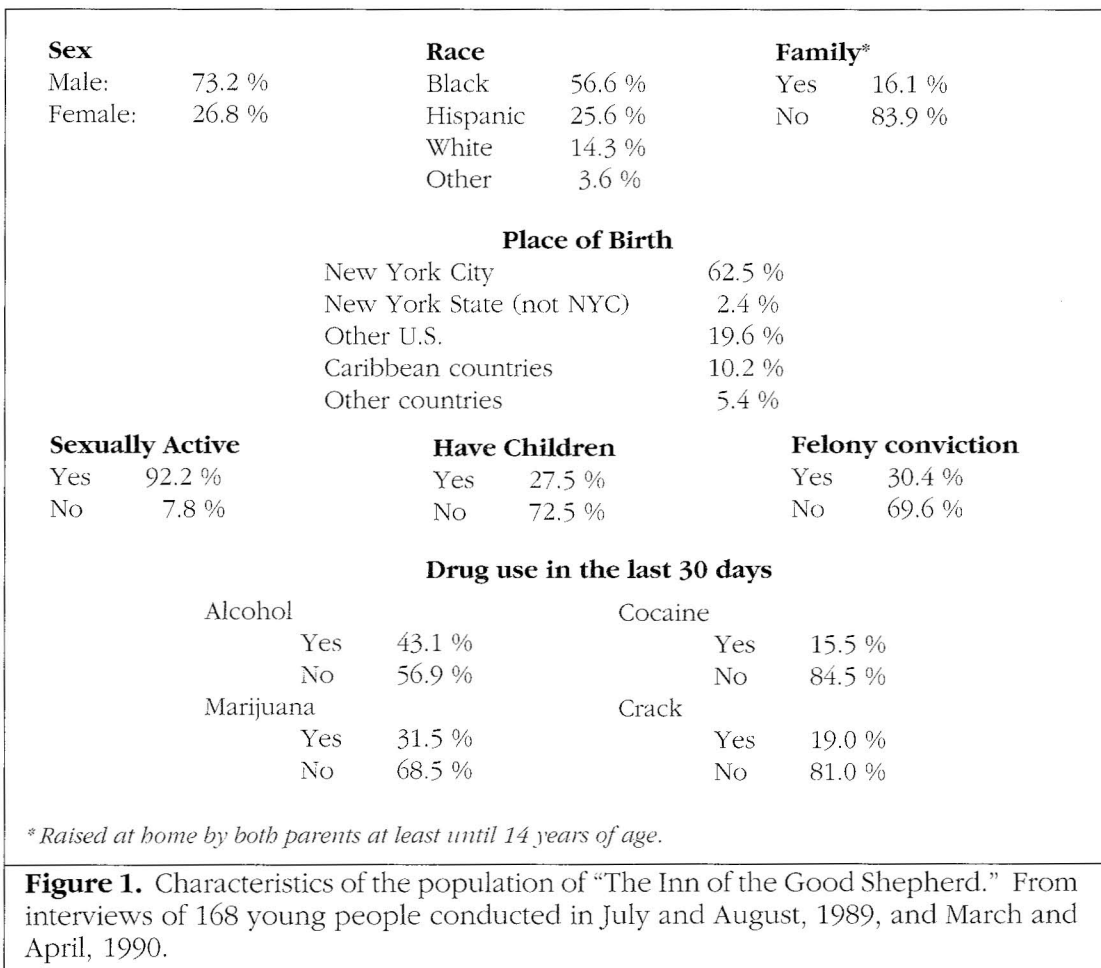 Sex Race Family*
Male: 73.2 % Black 56.6 % Yes 16.1 %
Female: 26.8 % Hispanic 25.6 % No 83.9 %
White 14.3 %
Other 3.6 %
Place of Birth
New York City 62.5 %
New York State (not NYC) 2.4 %
Other U.S. 19.6 %
Caribbean countries 10.2 %
Other countries 5.4 %
Sexually Active Have Children Felony conviction
Yes 92.2 % Yes 27.5 % Yes 30.4 %
No 7.8 % No 72.5 % No 69.6 %
Drug use in the last 30 days
Alcohol Cocaine
Yes 43.1 % Yes 15.5 %
No 56.9 % No 84.5 %
Marijuana Crack
Yes 31.5 % Yes 19.0 %
No 68.5 % No 81.0 %
* Raised at home by both parents at least until 14 years of age.
Figure 1. Characteristics of the population of “The Inn of the Good Shepherd.” From
interviews of 168 young people conducted in July and August, 1989, and March and
April, 1990.